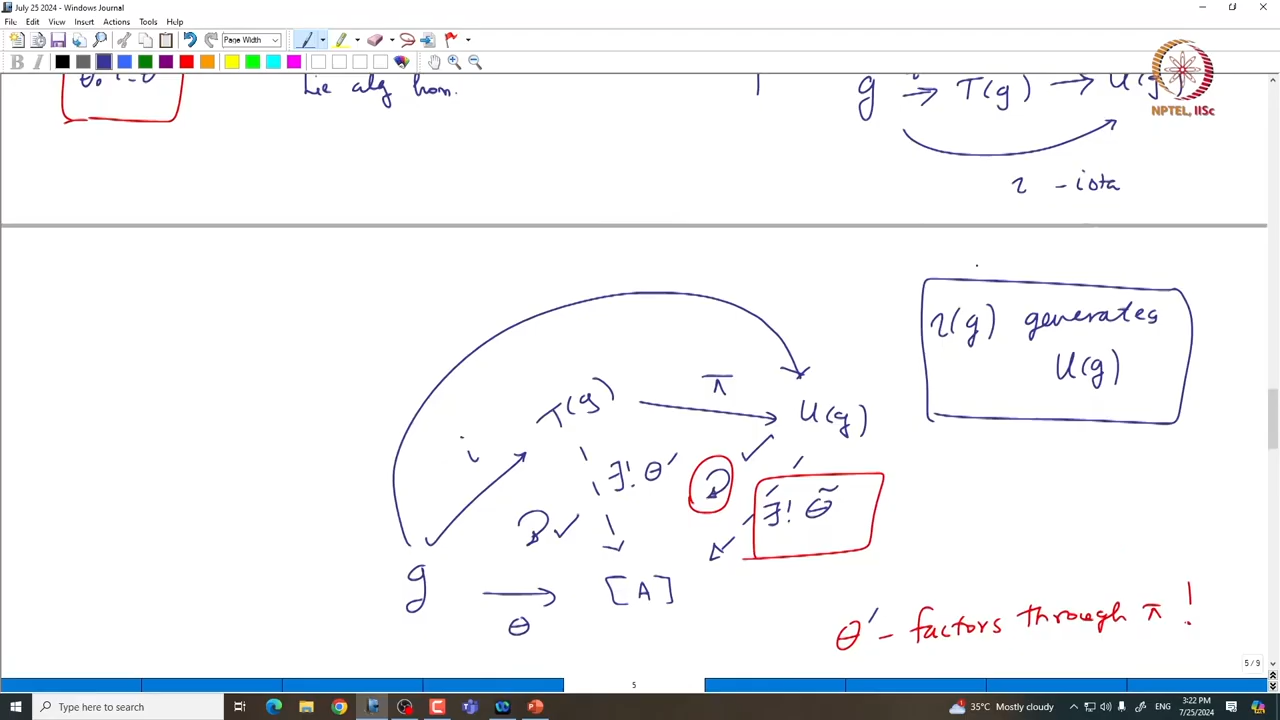 July 25 2024 - Windows Journal
File Edit View Insert Actions Tools Help
Page Width
B I
Lie alg hom.
g → T(g) → U(g)
NPTEL, IISc
ι - iota
ι(g) generates
U(g)
T(g) π U(g)
i ∃! θ′ ∃! θ̃
g θ [A]
θ′ - factors through π !
5 / 9
5
Type here to search
35°C Mostly cloudy
ENG
3:22 PM
7/25/2024